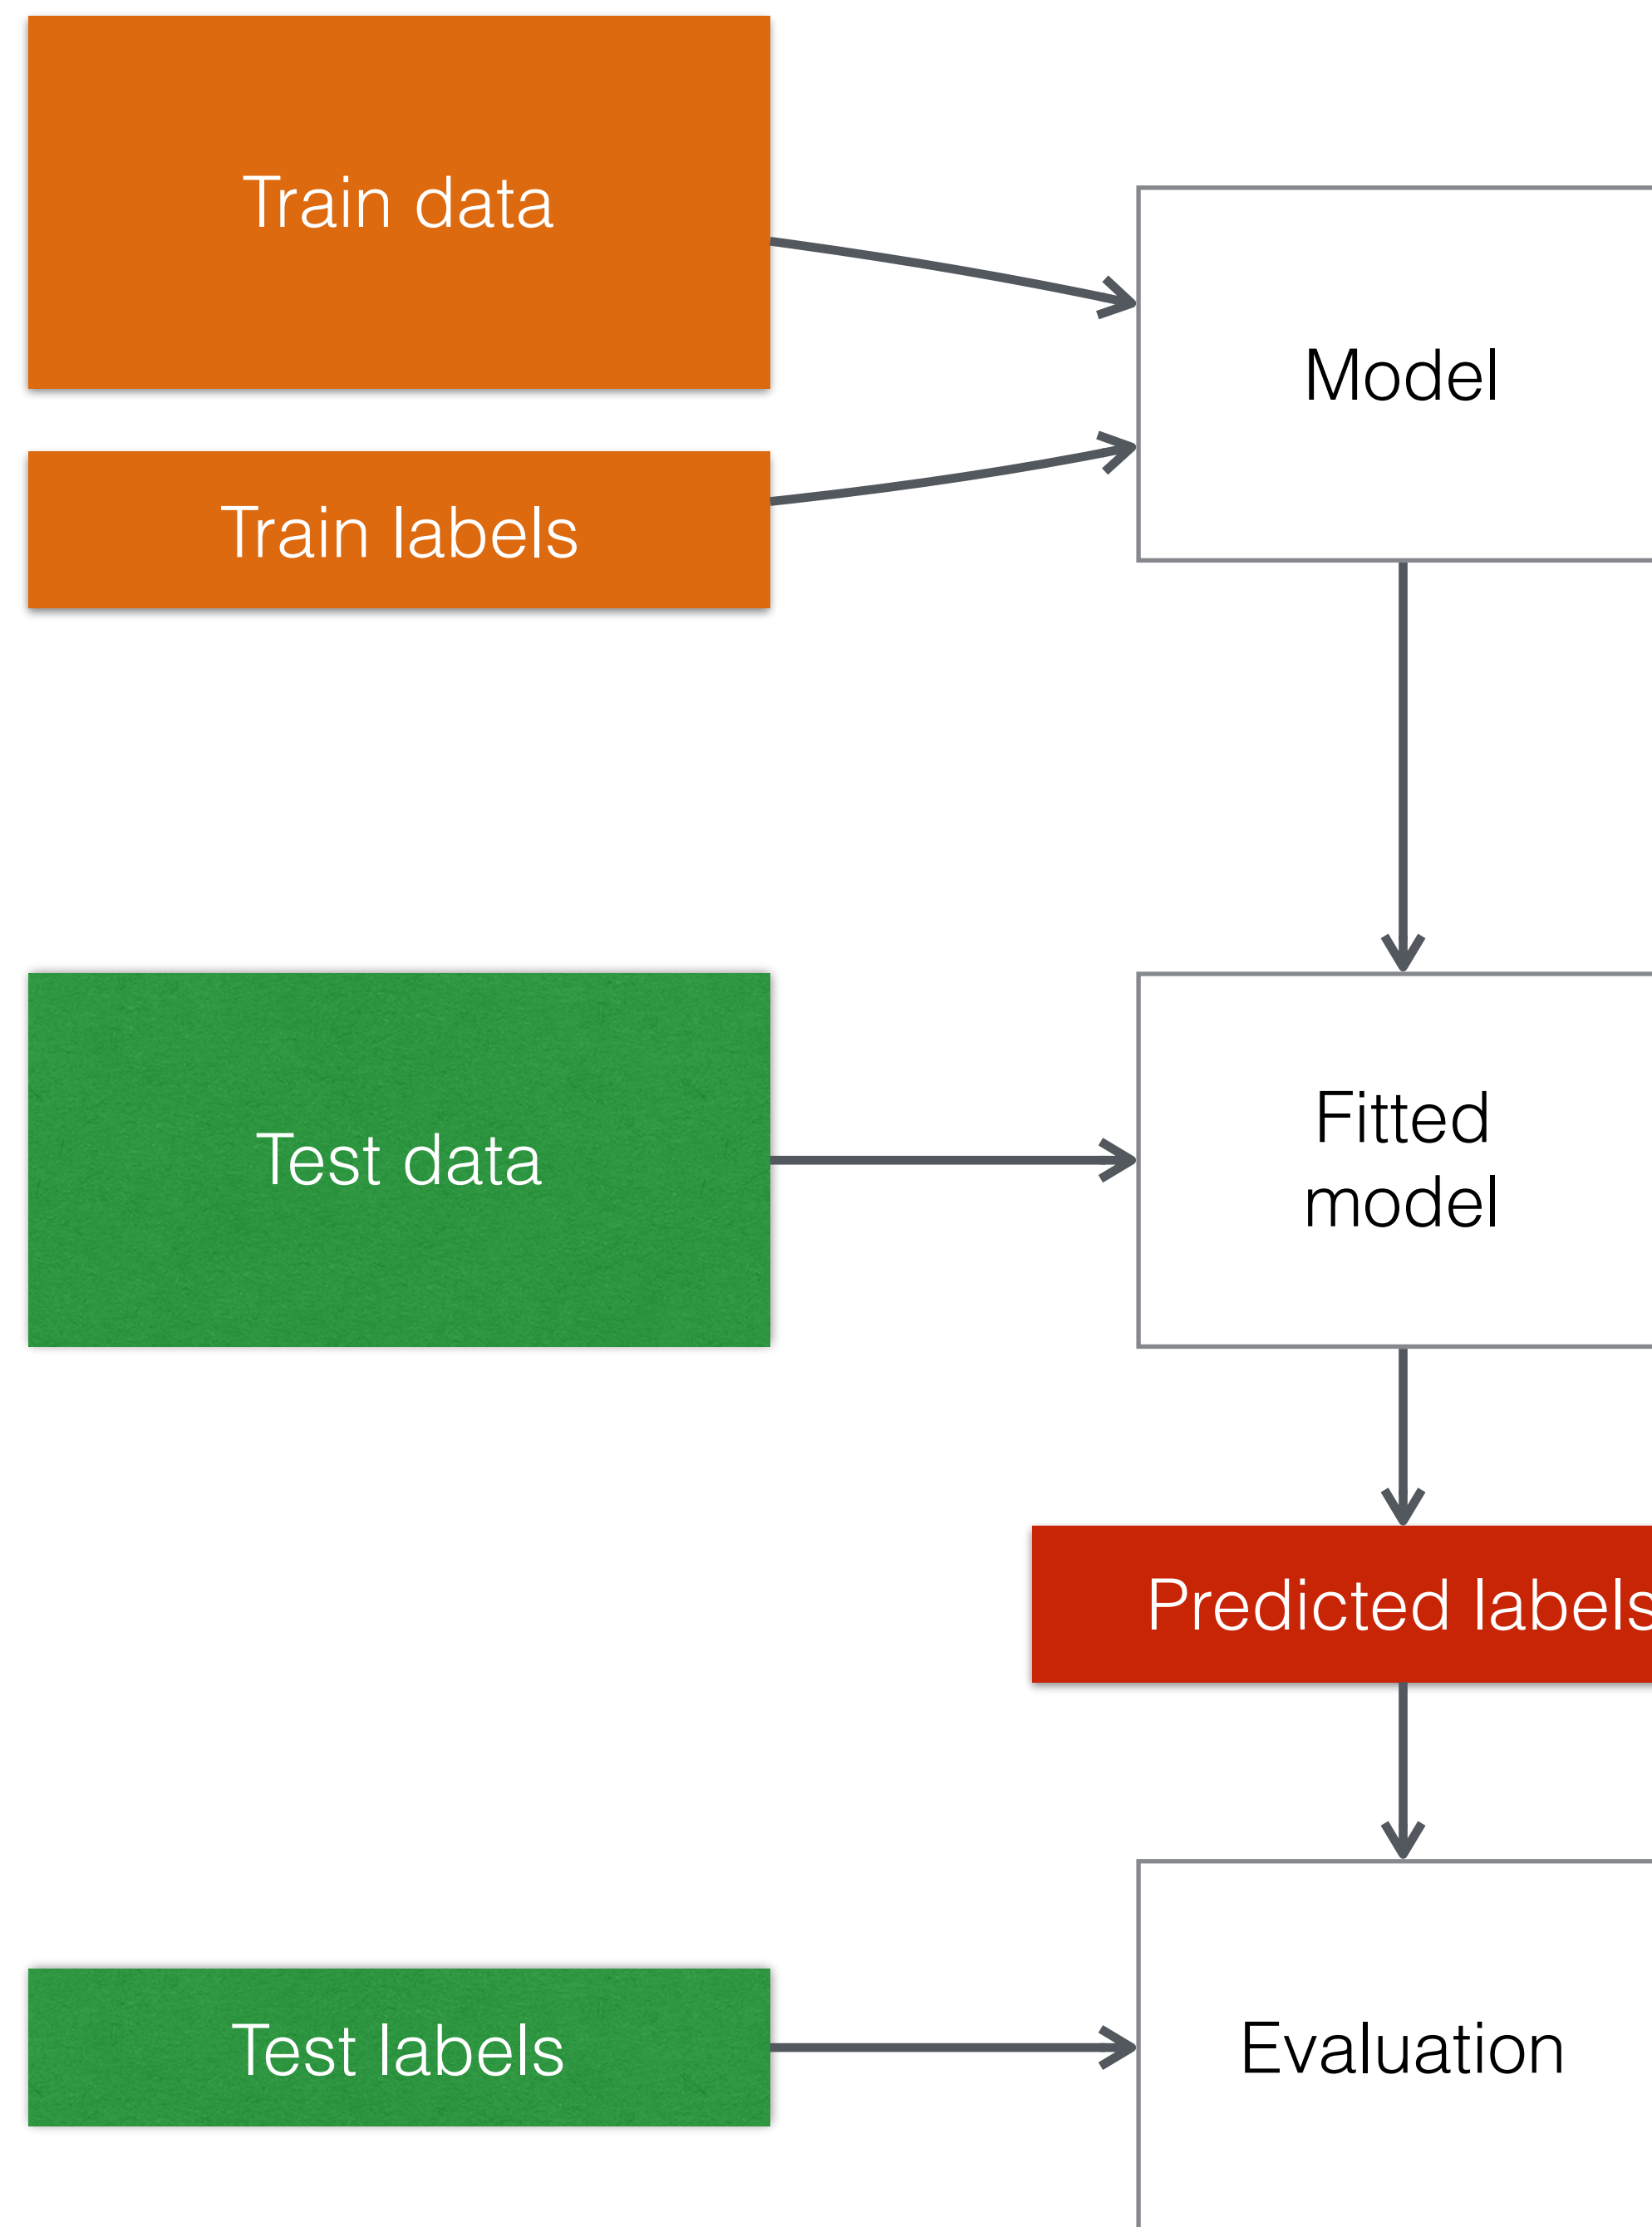 Train data
Model
Train labels
Test data
Fitted
model
Predicted labels
Test labels
Evaluation